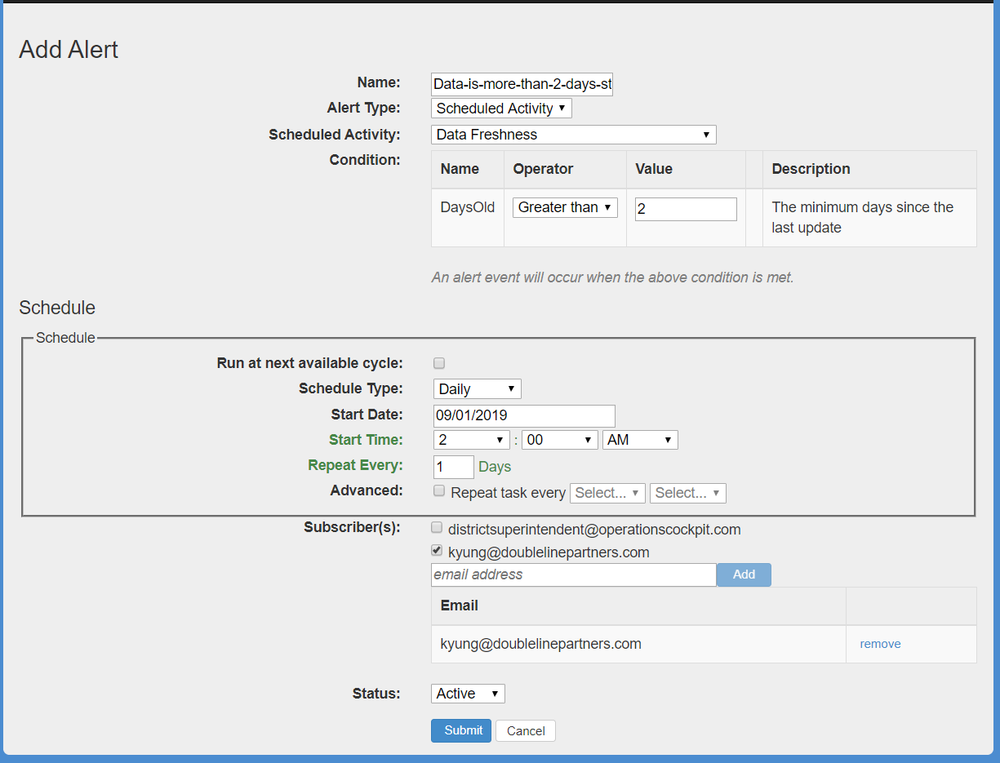 Add Alert
Name: Data-is-more-than-2-days-st
Alert Type: Scheduled Activity
Scheduled Activity: Data Freshness
Condition:
Name Operator Value Description
DaysOld Greater than 2 The minimum days since the
last update
An alert event will occur when the above condition is met.
Schedule
Schedule
Run at next available cycle:
Schedule Type: Daily
Start Date: 09/01/2019
Start Time: 2 : 00 AM
Repeat Every: 1 Days
Advanced: Repeat task every Select... Select...
Subscriber(s): districtsuperintendent@operationscockpit.com
kyung@doublelinepartners.com
email address Add
Email
kyung@doublelinepartners.com remove
Status: Active
Submit Cancel